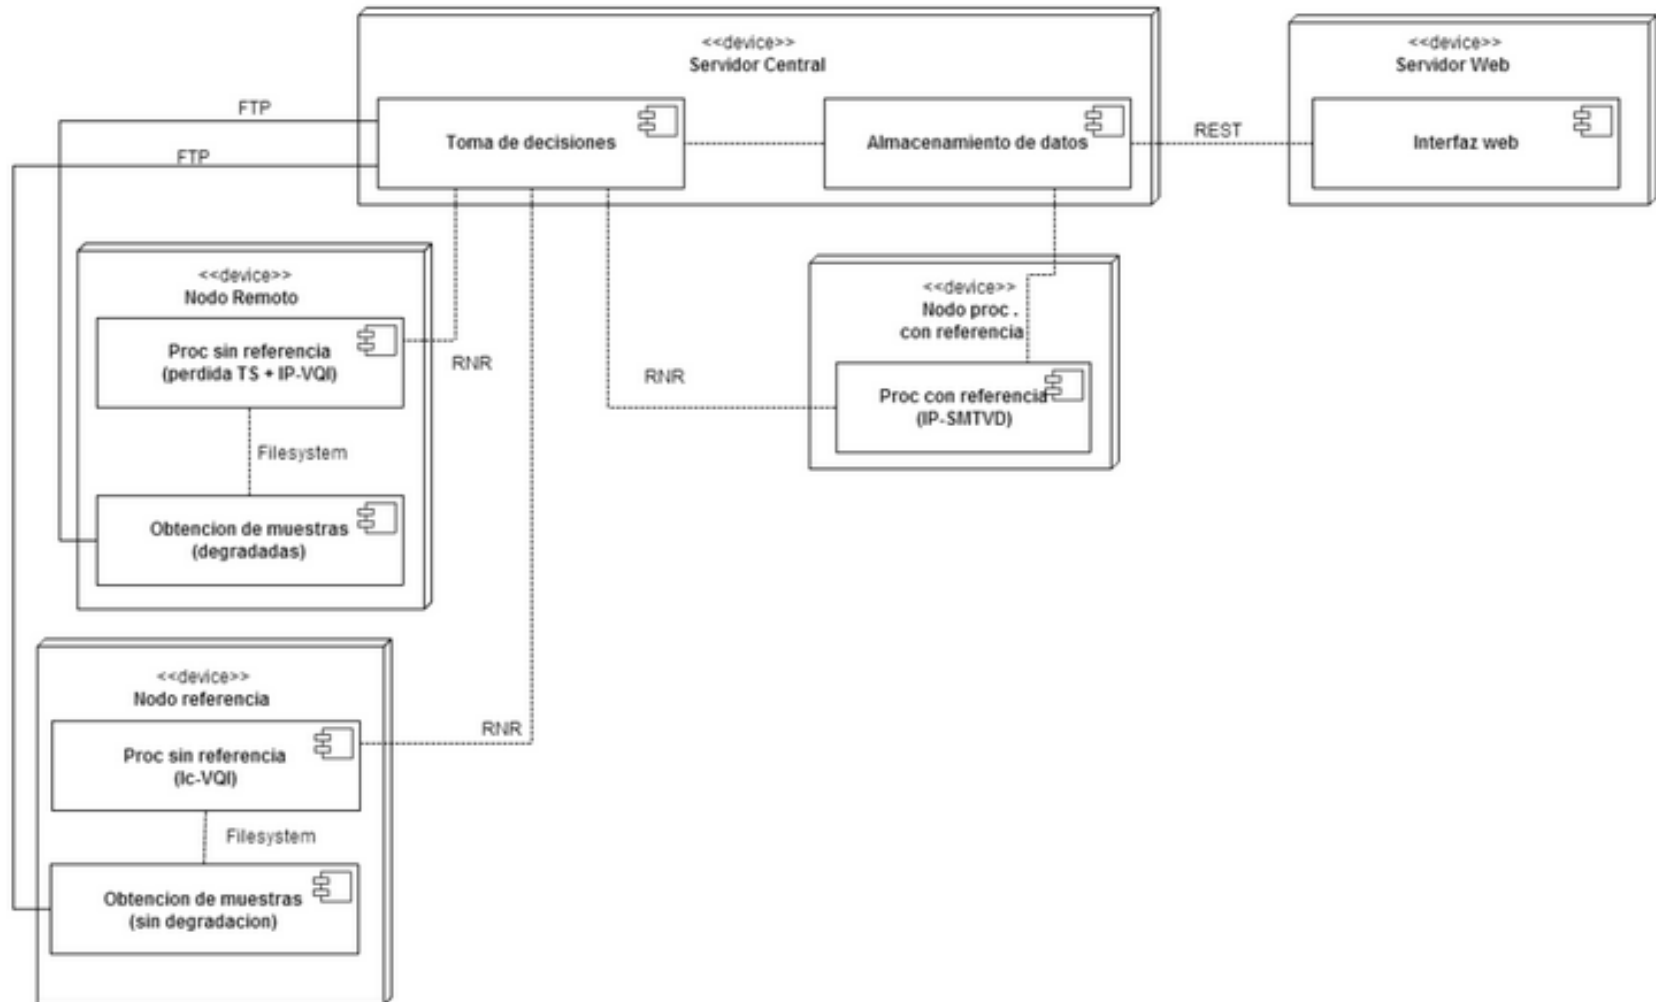 <<device>>
Servidor Central
<<device>>
Servidor Web
FTP
Toma de decisiones
Almacenamiento de datos
REST
Interfaz web
FTP
<<device>>
Nodo Remoto
Proc sin referencia
(perdida TS + IP-VQI)
RNR
Filesystem
Obtencion de muestras
(degradadas)
<<device>>
Nodo proc .
con referencia
RNR
Proc con referencia
(IP-SMTVD)
<<device>>
Nodo referencia
RNR
Proc sin referencia
(Ic-VQI)
Filesystem
Obtencion de muestras
(sin degradacion)